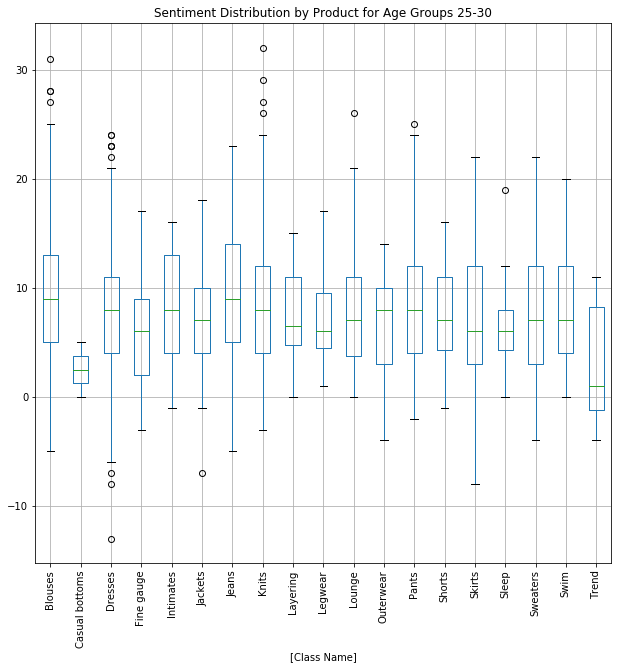 Sentiment Distribution by Product for Age Groups 25-30
30
20
10
0
−10
Blouses
Casual bottoms
Dresses
Fine gauge
Intimates
Jackets
Jeans
Knits
Layering
Legwear
Lounge
Outerwear
Pants
Shorts
Skirts
Sleep
Sweaters
Swim
Trend
[Class Name]